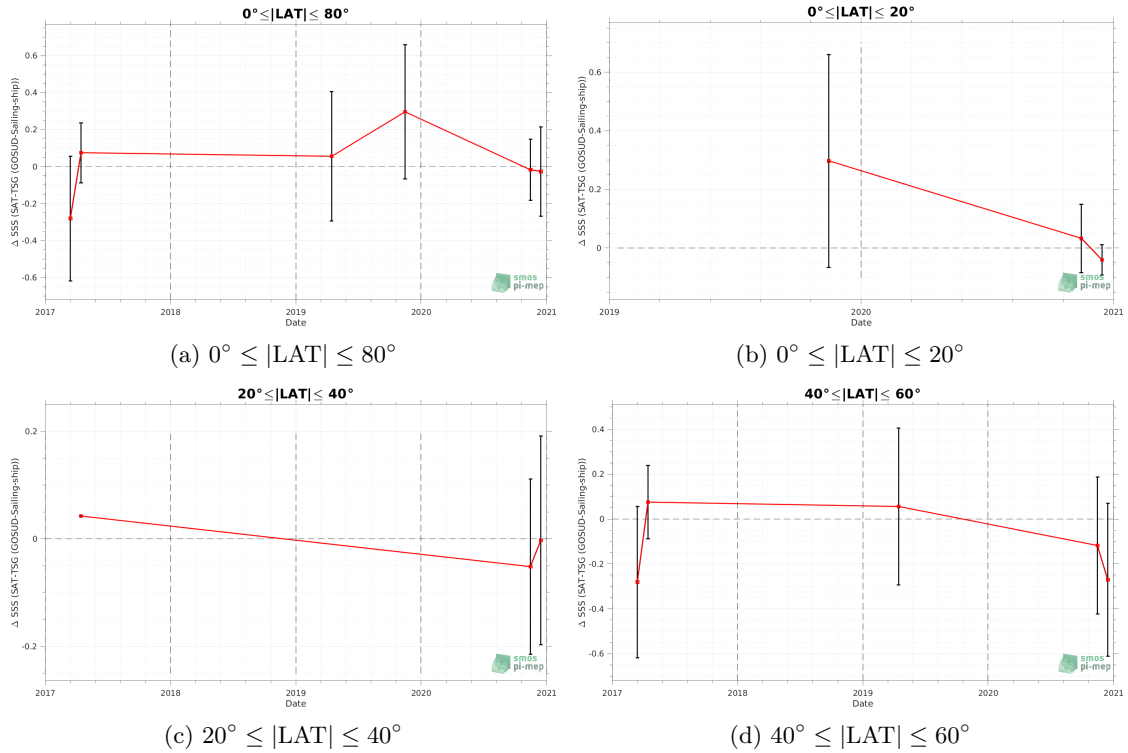 0°≤|LAT|≤ 80°
Δ SSS (SAT-TSG (GOSUD-Sailing-ship))
0.6
0.4
0.2
0
-0.2
-0.4
-0.6
smos
pi-mep
2017
2018
2019
2020
2021
Date
(a) 0° ≤ |LAT| ≤ 80°
0°≤|LAT|≤ 20°
Δ SSS (SAT-TSG (GOSUD-Sailing-ship))
0.6
0.4
0.2
0
smos
pi-mep
2019
2020
2021
Date
(b) 0° ≤ |LAT| ≤ 20°
20°≤|LAT|≤ 40°
Δ SSS (SAT-TSG (GOSUD-Sailing-ship))
0.2
0
-0.2
smos
pi-mep
2017
2018
2019
2020
2021
Date
(c) 20° ≤ |LAT| ≤ 40°
40°≤|LAT|≤ 60°
Δ SSS (SAT-TSG (GOSUD-Sailing-ship))
0.4
0.2
0
-0.2
-0.4
-0.6
smos
pi-mep
2017
2018
2019
2020
2021
Date
(d) 40° ≤ |LAT| ≤ 60°